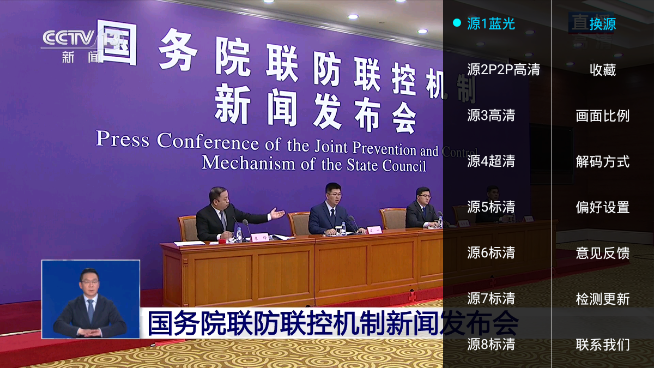 CCTV
新闻
国务院联防联控机制
新闻发布会
Press Conference of the Joint Prevention and Control
Mechanism of the State Council
国务院联防联控机制新闻发布会
源1蓝光
源2P2P高清
源3高清
源4超清
源5标清
源6标清
源7标清
源8标清
换源
收藏
画面比例
解码方式
偏好设置
意见反馈
检测更新
联系我们